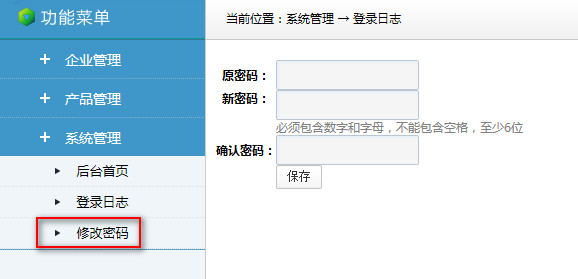 功能菜单
企业管理
产品管理
系统管理
后台首页
登录日志
修改密码
当前位置：系统管理 → 登录日志
原密码：
新密码：
必须包含数字和字母，不能包含空格，至少6位
确认密码：
保存